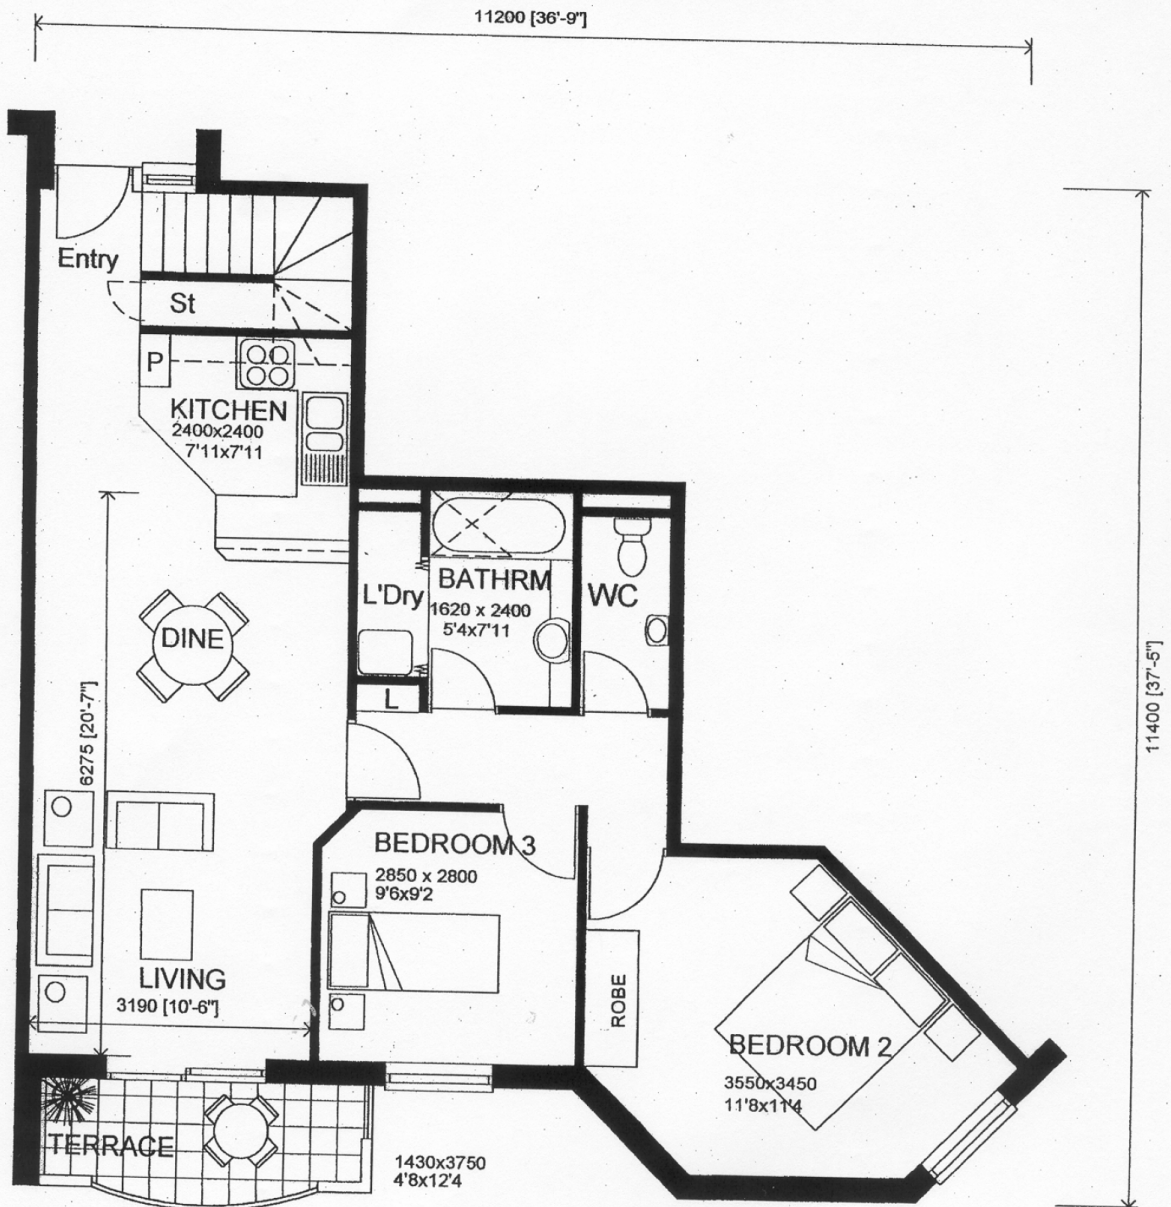 11200 [36'-9"]
Entry
St
P
KITCHEN
2400x2400
7'11x7'11
BATHRM
1620 x 2400
5'4x7'11
L'Dry
WC
DINE
L
6275 [20'-7"]
11400 [37'-5"]
BEDROOM 3
2850 x 2800
9'6x9'2
LIVING
3190 [10'-6"]
ROBE
BEDROOM 2
3550x3450
11'8x11'4
TERRACE
1430x3750
4'8x12'4